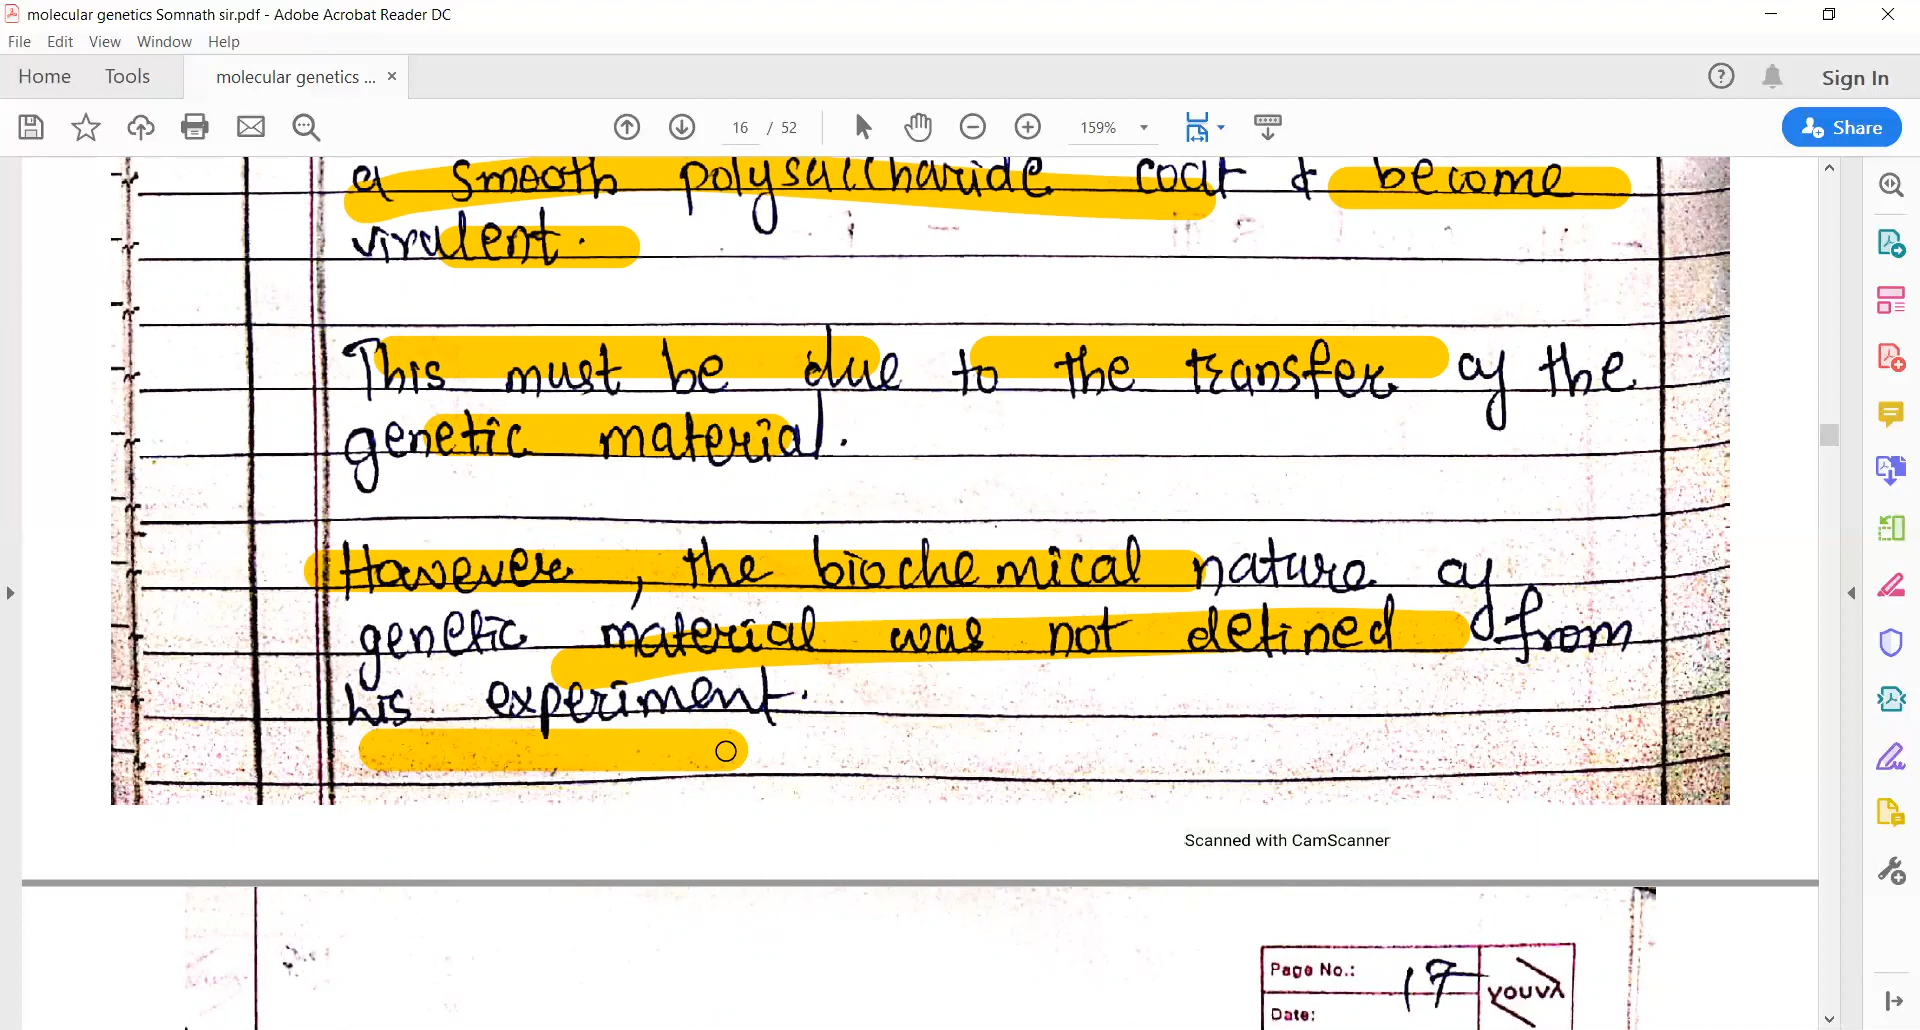 molecular genetics Somnath sir.pdf - Adobe Acrobat Reader DC
File Edit View Window Help
Home Tools molecular genetics ... × Sign In
16 / 52 159% Share
a smooth polysaccharide coat & become
virulent.
This must be due to the transfer of the
genetic material.
However, the biochemical nature of
genetic material was not defined from
his experiment.
Scanned with CamScanner
Page No.: 17
Date:
YOUVA